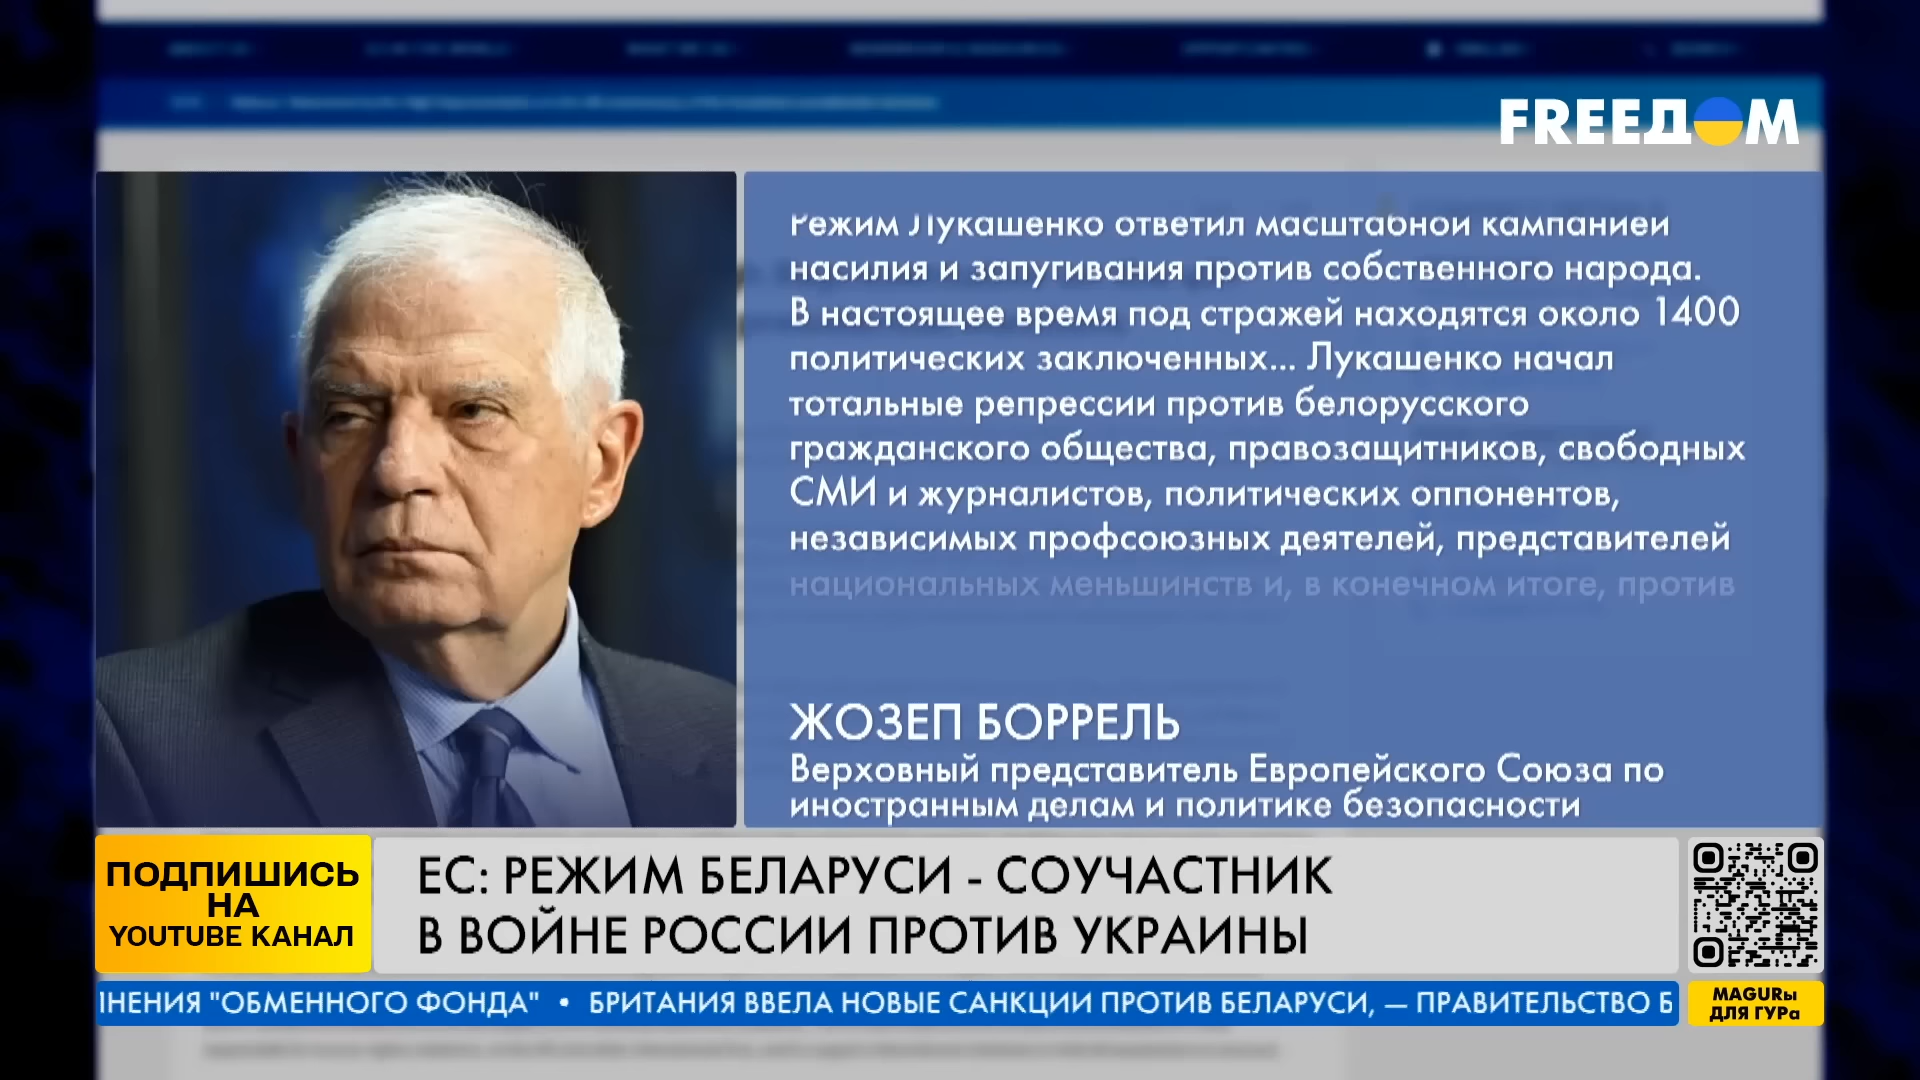 FREEДOM
Режим Лукашенко ответил масштабной кампанией
насилия и запугивания против собственного народа.
В настоящее время под стражей находятся около 1400
политических заключенных... Лукашенко начал
тотальные репрессии против белорусского
гражданского общества, правозащитников, свободных
СМИ и журналистов, политических оппонентов,
независимых профсоюзных деятелей, представителей
национальных меньшинств и, в конечном итоге, против
ЖОЗЕП БОРРЕЛЬ
Верховный представитель Европейского Союза по
иностранным делам и политике безопасности
ПОДПИШИСЬ
НА
YOUTUBE КАНАЛ
ЕС: РЕЖИМ БЕЛАРУСИ - СОУЧАСТНИК
В ВОЙНЕ РОССИИ ПРОТИВ УКРАИНЫ
НЕНИЯ "ОБМЕННОГО ФОНДА" • БРИТАНИЯ ВВЕЛА НОВЫЕ САНКЦИИ ПРОТИВ БЕЛАРУСИ, — ПРАВИТЕЛЬСТВО Б
MAGURы
ДЛЯ ГУРа